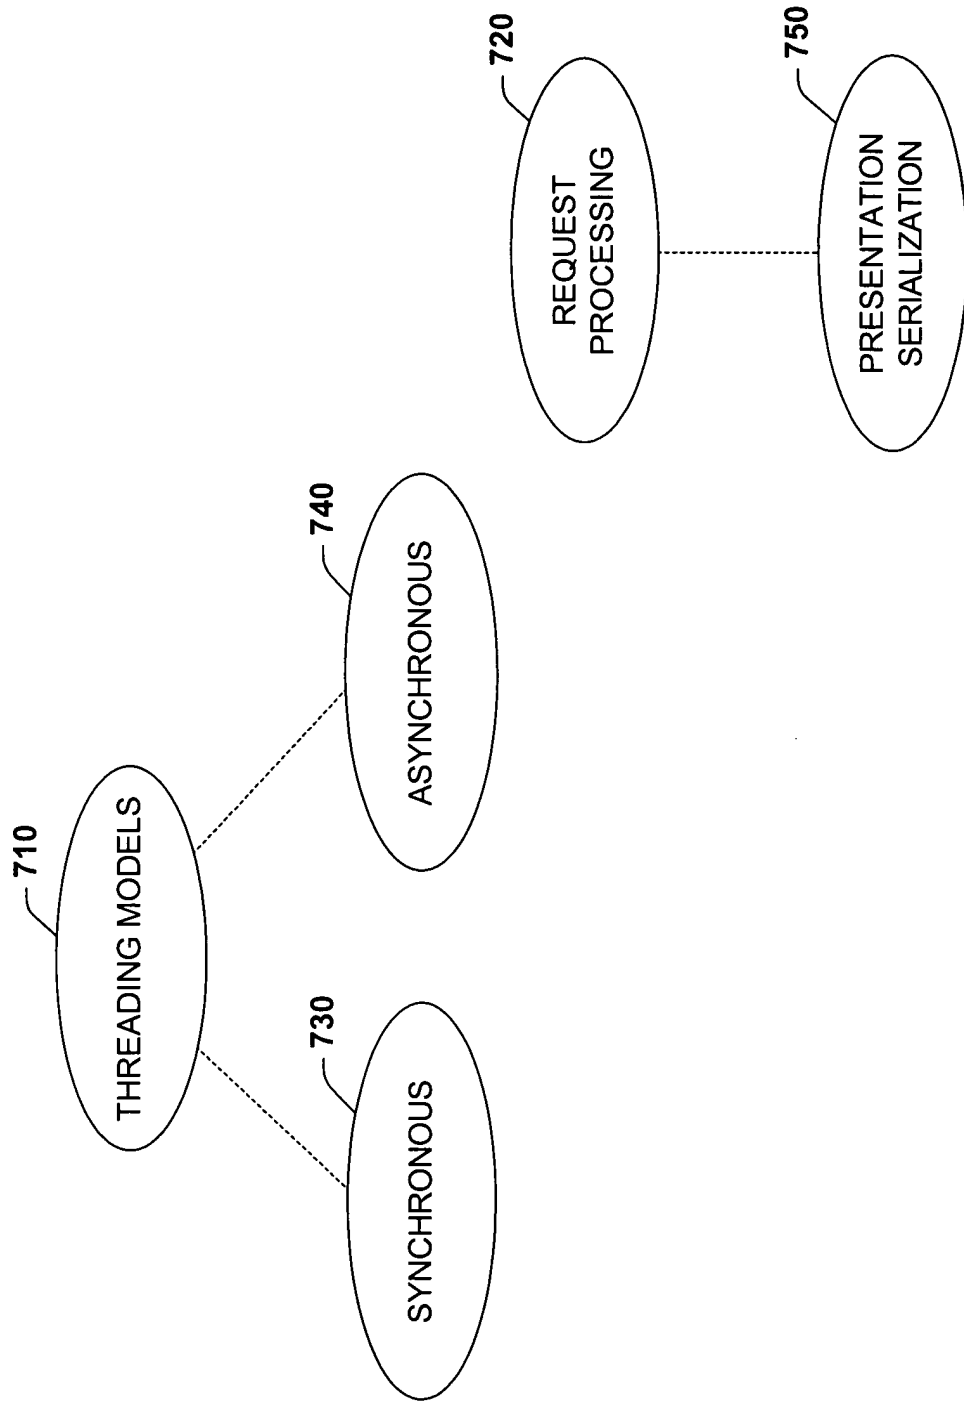 710
THREADING MODELS
730
SYNCHRONOUS
740
ASYNCHRONOUS
720
REQUEST
PROCESSING
750
PRESENTATION
SERIALIZATION